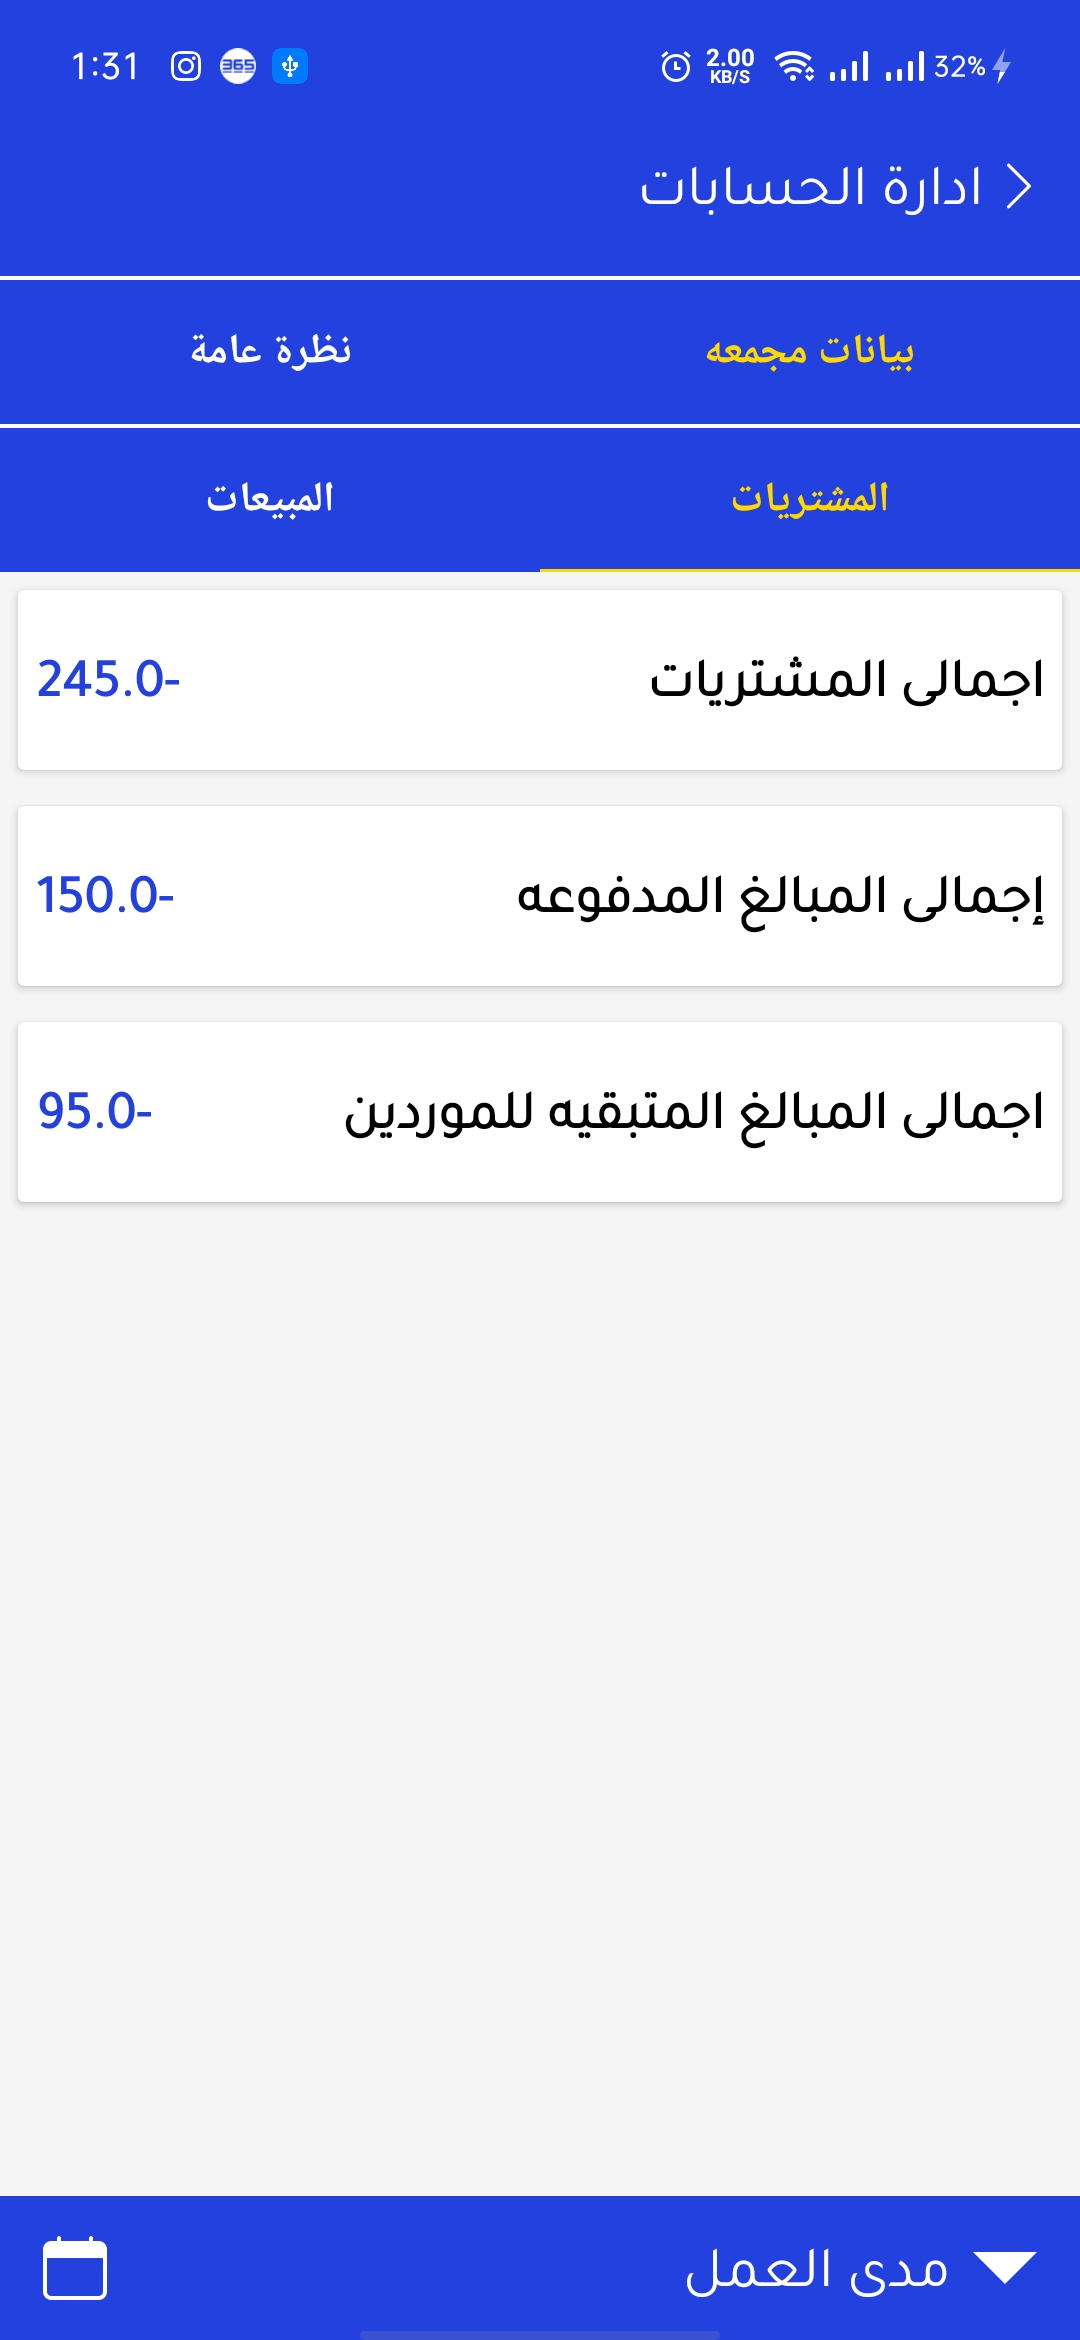 1:31 365 2.00 KB/S 32%
ادارة الحسابات
بيانات مجمعه نظرة عامة
المشتريات المبيعات
اجمالى المشتريات 245.0-
إجمالى المبالغ المدفوعه 150.0-
اجمالى المبالغ المتبقيه للموردين 95.0-
مدى العمل